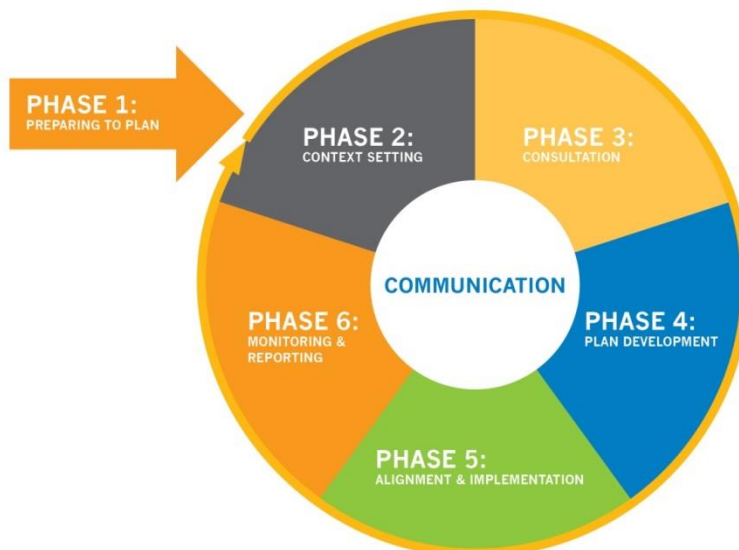 PHASE 1:
PREPARING TO PLAN
PHASE 2:
CONTEXT SETTING
PHASE 3:
CONSULTATION
COMMUNICATION
PHASE 4:
PLAN DEVELOPMENT
PHASE 5:
ALIGNMENT & IMPLEMENTATION
PHASE 6:
MONITORING &
REPORTING